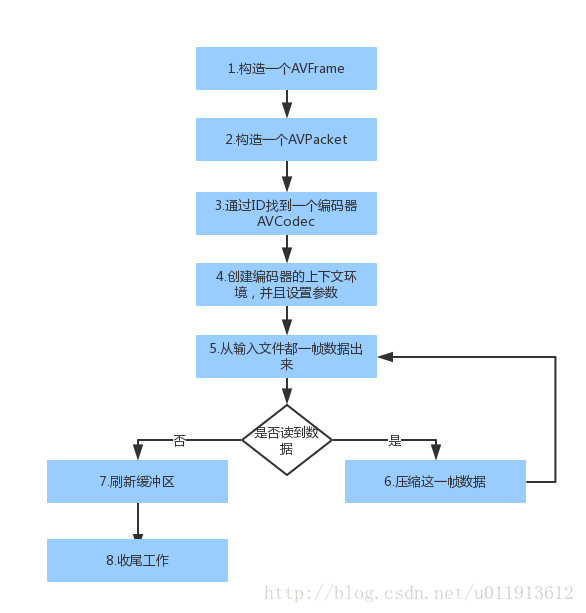 1.构造一个AVFrame
2.构造一个AVPacket
3.通过ID找到一个编码器
AVCodec
4.创建编码器的上下文环
境，并且设置参数
5.从输入文件都一帧数据出
来
是否读到数
据
否
是
7.刷新缓冲区
6.压缩这一帧数据
8.收尾工作
http://blog.csdn.net/u011913612